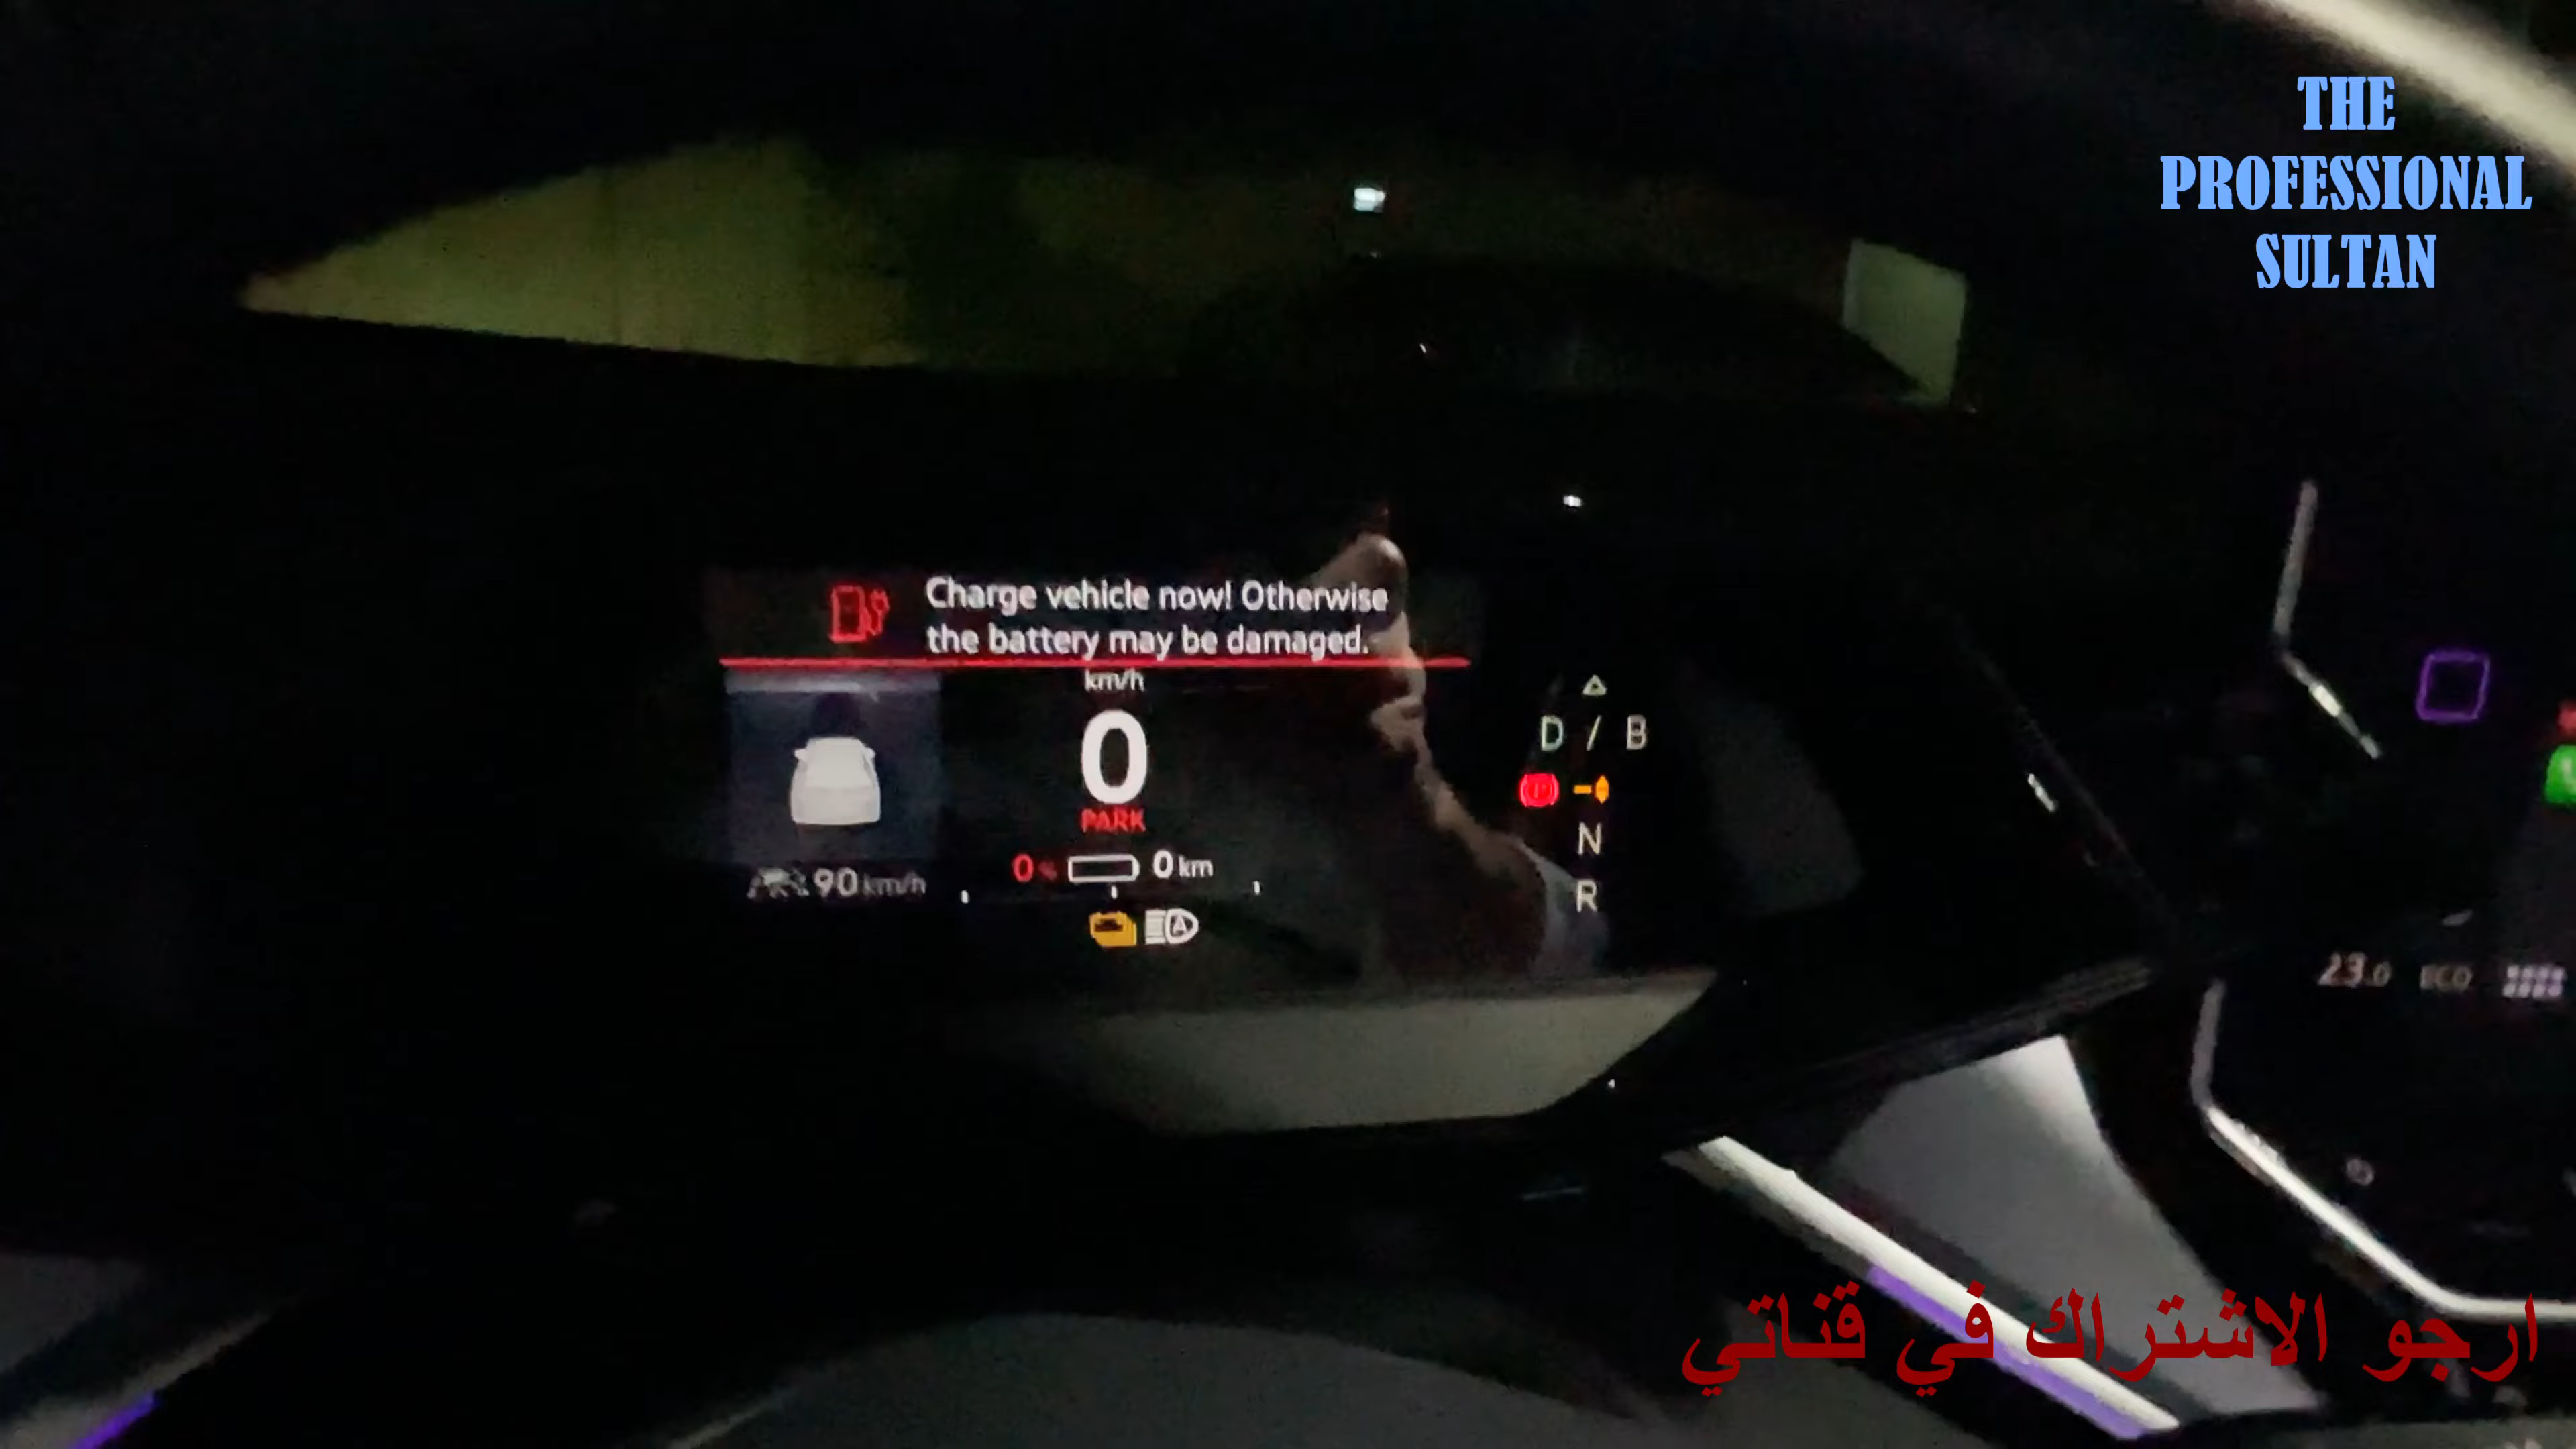 THE
PROFESSIONAL
SULTAN
Charge vehicle now! Otherwise
the battery may be damaged.
km/h
0
PARK
0 % 0 km
90 km/h
A
D / B
P
N
R
23.0 ECO
ارجو الاشتراك في قناتي